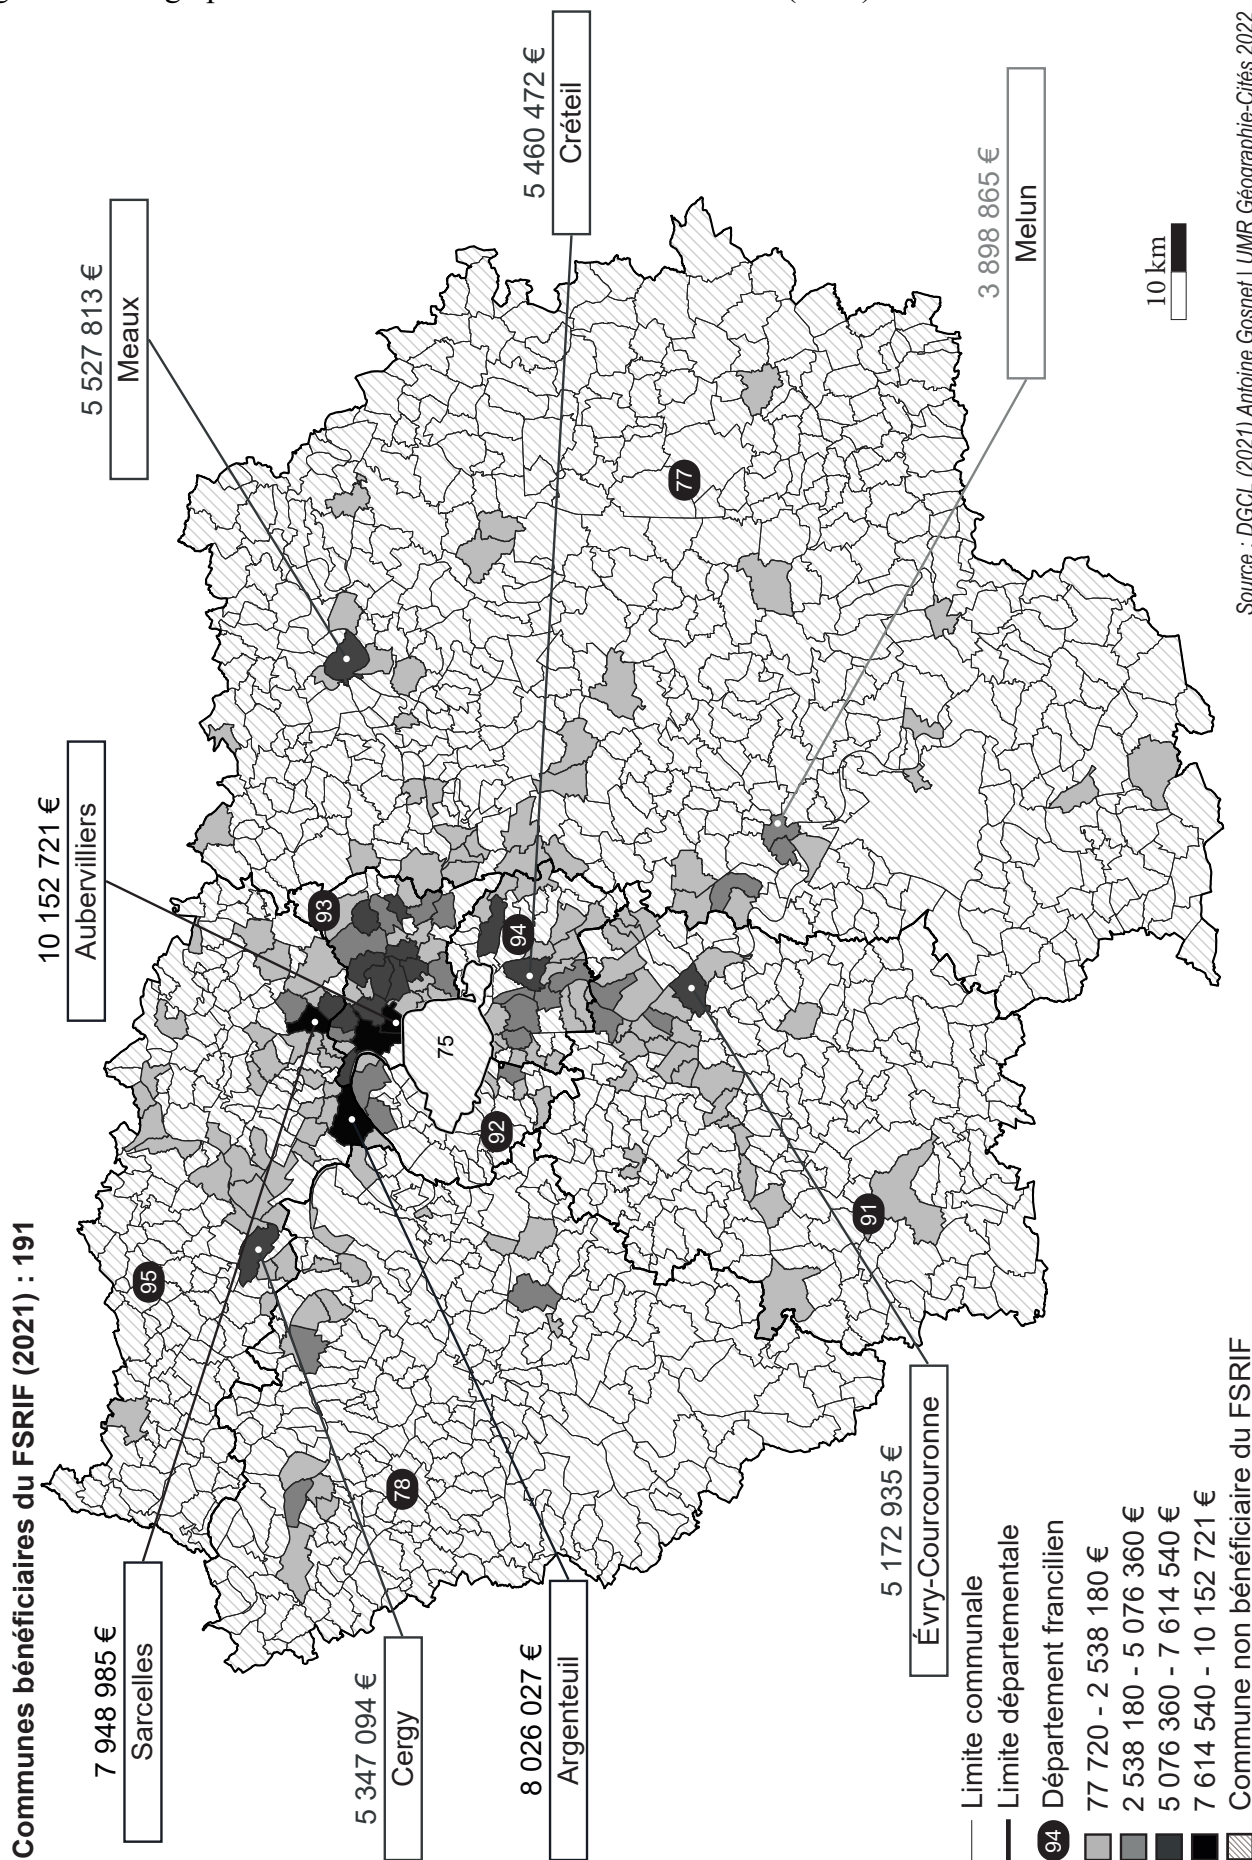 Communes bénéficiaires du FSRIF (2021) : 191
7 948 985 €
Sarcelles
10 152 721 €
Aubervilliers
5 527 813 €
Meaux
5 347 094 €
Cergy
8 026 027 €
Argenteuil
5 460 472 €
Créteil
5 172 935 €
Évry-Courcouronne
3 898 865 €
Melun
95
93
78
75
92
94
77
91
10 km
Limite communale
Limite départementale
94 Département francilien
77 720 - 2 538 180 €
2 538 180 - 5 076 360 €
5 076 360 - 7 614 540 €
7 614 540 - 10 152 721 €
Commune non bénéficiaire du FSRIF
Source : DGCL (2021) Antoine Gosnet | UMR Géographie-Cités 2022